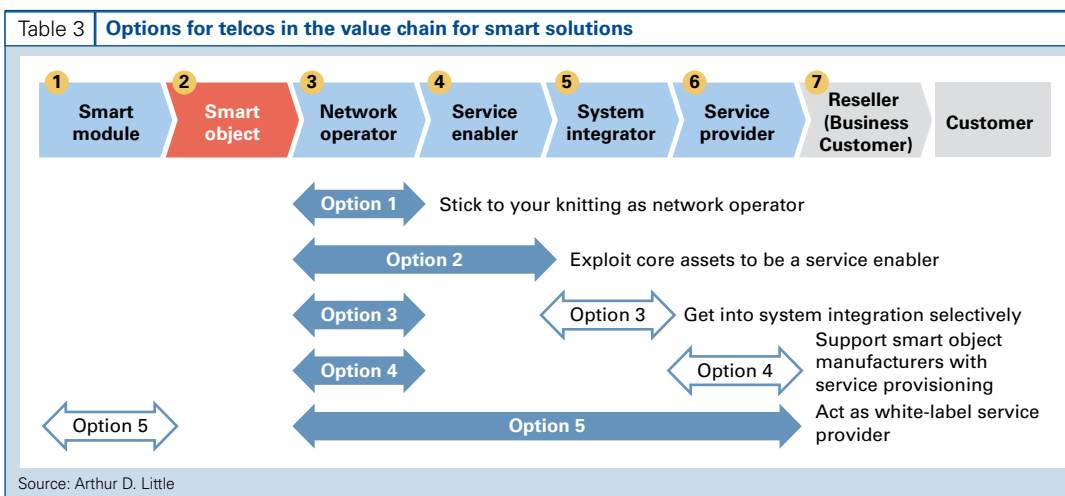 Table 3 Options for telcos in the value chain for smart solutions
1 2 3 4 5 6 7
Smart
module
Smart
object
Network
operator
Service
enabler
System
integrator
Service
provider
Reseller
(Business
Customer)
Customer
Option 1 Stick to your knitting as network operator
Option 2 Exploit core assets to be a service enabler
Option 3 Option 3 Get into system integration selectively
Option 4 Option 4 Support smart object
manufacturers with
service provisioning
Option 5 Option 5 Act as white-label service
provider
Source: Arthur D. Little